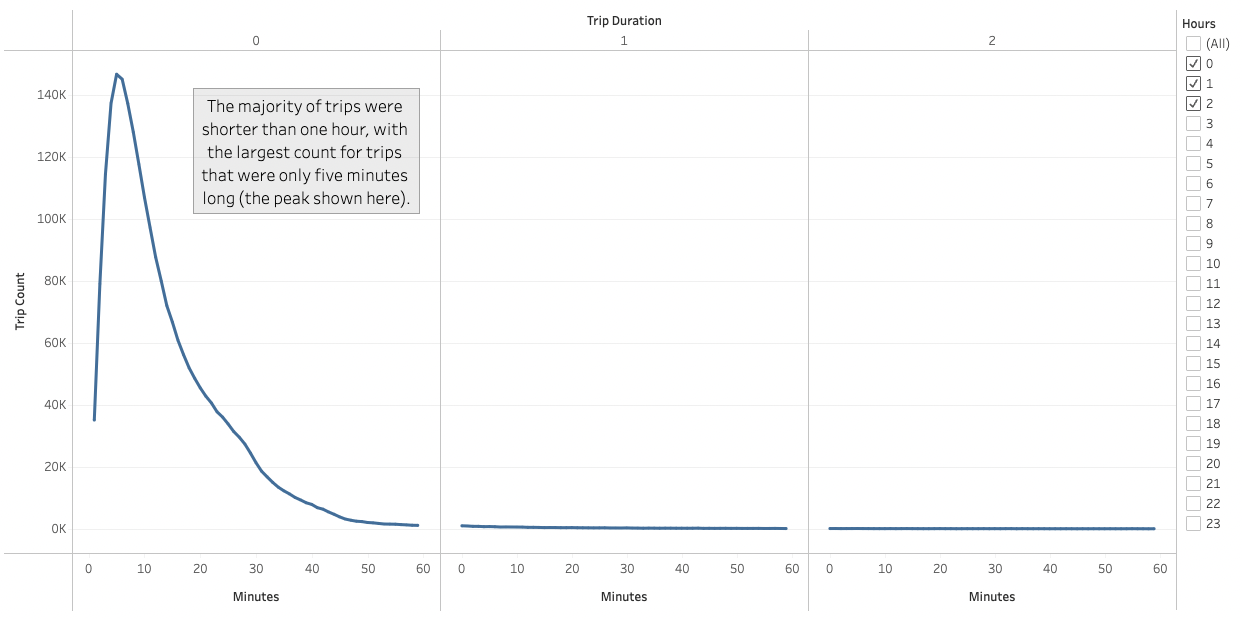 Trip Duration
0 1 2
140K
120K
100K
80K
60K
40K
20K
0K
Trip Count
The majority of trips were
shorter than one hour, with
the largest count for trips
that were only five minutes
long (the peak shown here).
0 10 20 30 40 50 60 0 10 20 30 40 50 60 0 10 20 30 40 50 60
Minutes Minutes Minutes
Hours
(All)
0
1
2
3
4
5
6
7
8
9
10
11
12
13
14
15
16
17
18
19
20
21
22
23